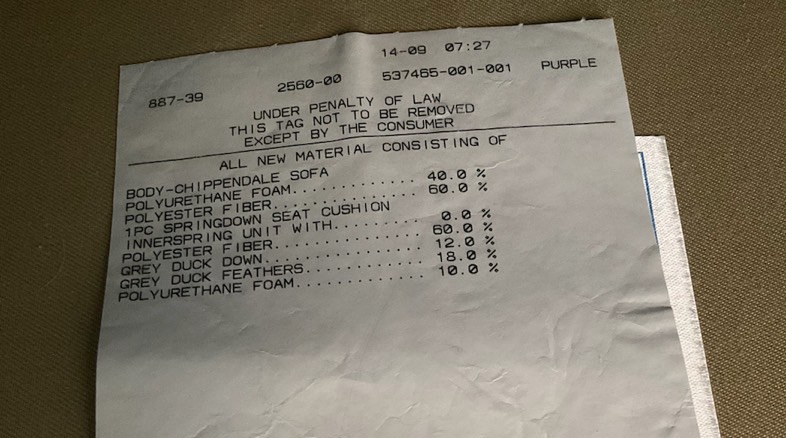 14-09 07:27
887-39 2560-00 537465-001-001 PURPLE
UNDER PENALTY OF LAW
THIS TAG NOT TO BE REMOVED
EXCEPT BY THE CONSUMER
ALL NEW MATERIAL CONSISTING OF
BODY-CHIPPENDALE SOFA
POLYURETHANE FOAM.............. 40.0 %
POLYESTER FIBER................ 60.0 %
1PC SPRINGDOWN SEAT CUSHION
INNERSPRING UNIT WITH.......... 0.0 %
POLYESTER FIBER................ 60.0 %
GREY DUCK DOWN................. 12.0 %
GREY DUCK FEATHERS............. 18.0 %
POLYURETHANE FOAM.............. 10.0 %